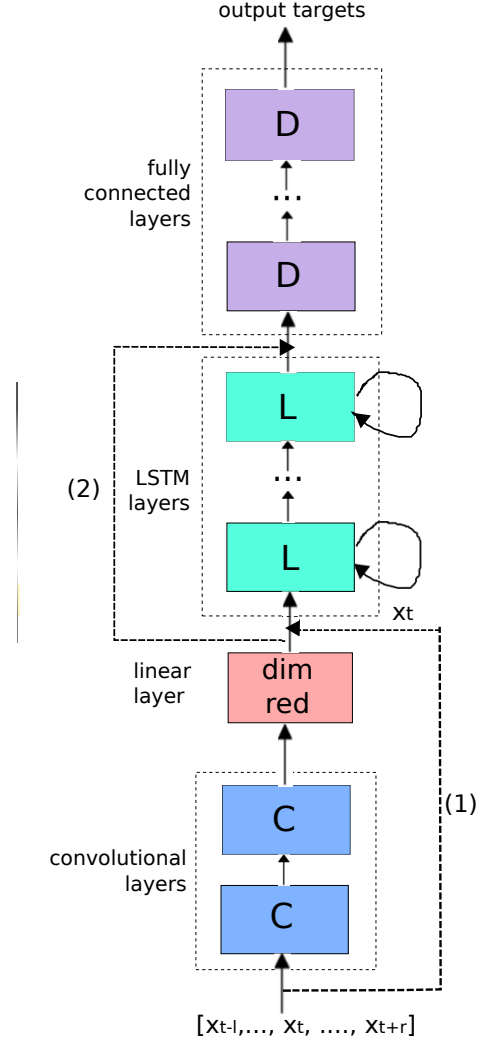 output targets
D
fully
connected
layers
...
D
L
(2)
LSTM
layers
...
L
xt
linear
layer
dim
red
C
(1)
convolutional
layers
C
[xt-l,..., xt, ...., xt+r]